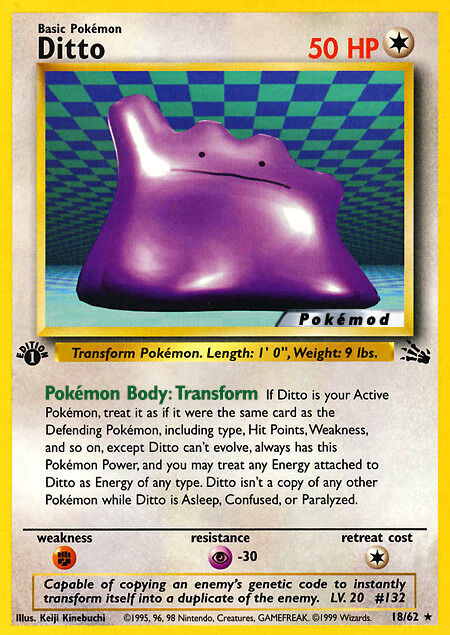 Basic Pokémon
Ditto
50 HP
Pokémod
EDITION
1
Transform Pokémon. Length: 1' 0", Weight: 9 lbs.
Pokémon Body: Transform If Ditto is your Active
Pokémon, treat it as if it were the same card as the
Defending Pokémon, including type, Hit Points, Weakness,
and so on, except Ditto can't evolve, always has this
Pokémon Power, and you may treat any Energy attached to
Ditto as Energy of any type. Ditto isn't a copy of any other
Pokémon while Ditto is Asleep, Confused, or Paralyzed.
weakness
resistance
retreat cost
-30
Capable of copying an enemy's genetic code to instantly
transform itself into a duplicate of the enemy. LV. 20 #132
Illus. Keiji Kinebuchi ©1995, 96, 98 Nintendo, Creatures, GAMEFREAK. ©1999 Wizards. 18/62